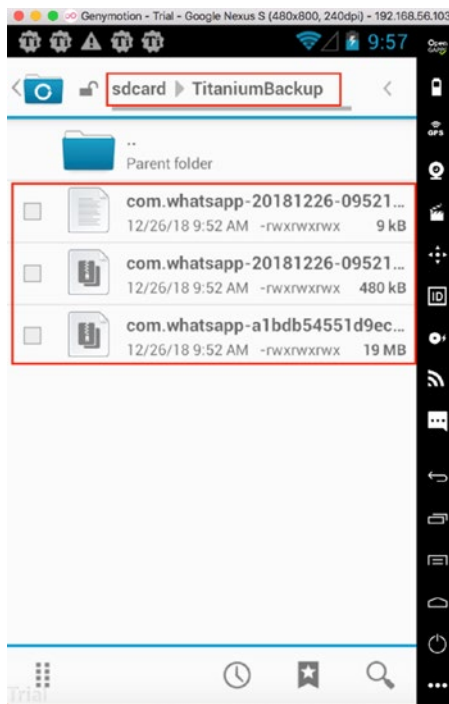 Genymotion - Trial - Google Nexus S (480x800, 240dpi) - 192.168.56.103
9:57
sdcard TitaniumBackup
..
Parent folder
com.whatsapp-20181226-09521...
12/26/18 9:52 AM -rwxrwxrwx 9 kB
com.whatsapp-20181226-09521...
12/26/18 9:52 AM -rwxrwxrwx 480 kB
com.whatsapp-a1bdb54551d9ec...
12/26/18 9:52 AM -rwxrwxrwx 19 MB
GPS
ID
Trial